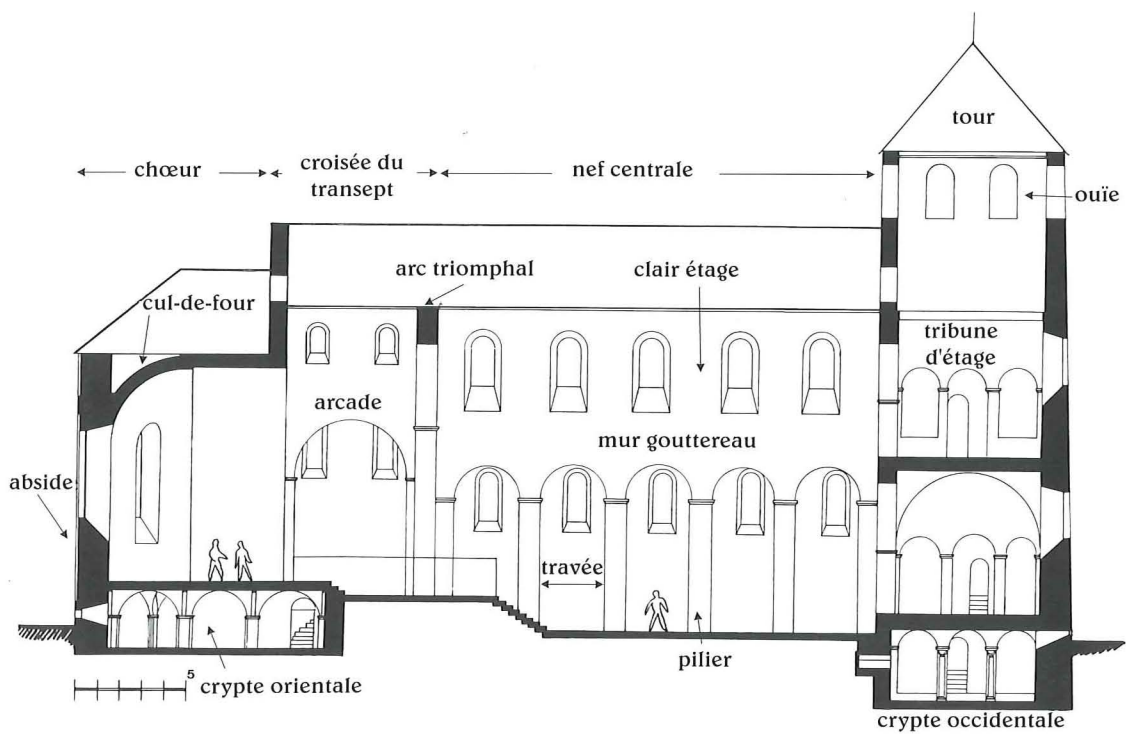 tour
chœur
croisée du
transept
nef centrale
ouïe
arc triomphal
clair étage
cul-de-four
tribune
d'étage
arcade
mur gouttereau
abside
travée
pilier
5
crypte orientale
crypte occidentale